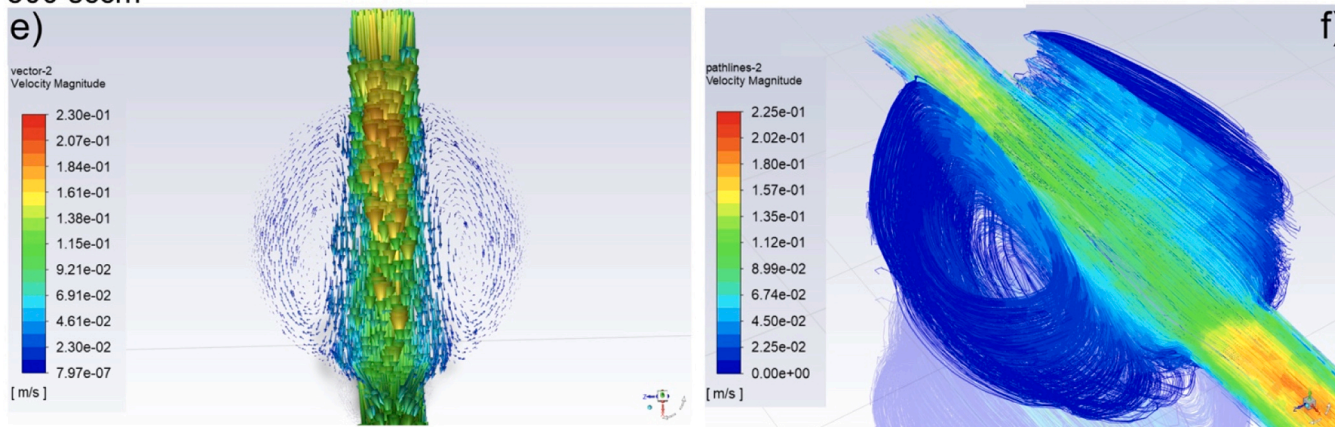 e)
vector-2
Velocity Magnitude
2.30e-01
2.07e-01
1.84e-01
1.61e-01
1.38e-01
1.15e-01
9.21e-02
6.91e-02
4.61e-02
2.30e-02
7.97e-07
[ m/s ]
f)
pathlines-2
Velocity Magnitude
2.25e-01
2.02e-01
1.80e-01
1.57e-01
1.35e-01
1.12e-01
8.99e-02
6.74e-02
4.50e-02
2.25e-02
0.00e+00
[ m/s ]